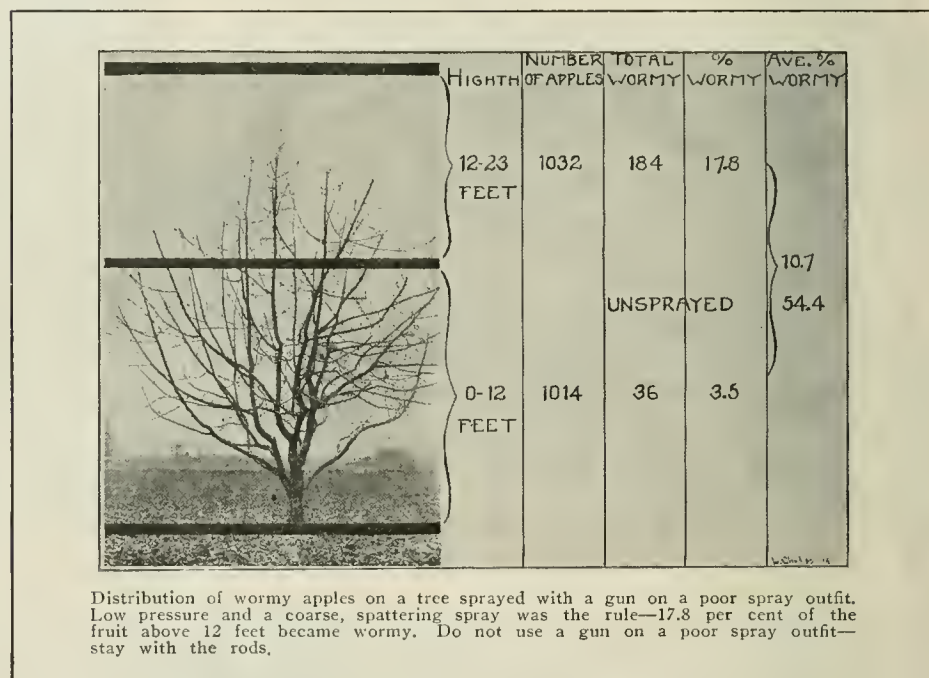 HIGHTH NUMBER OF APPLES TOTAL WORMY % WORMY AVE. % WORMY
12-23 FEET 1032 184 17.8
10.7
UNSPRAYED 54.4
0-12 FEET 1014 36 3.5
Distribution of wormy apples on a tree sprayed with a gun on a poor spray outfit.
Low pressure and a coarse, spattering spray was the rule—17.8 per cent of the
fruit above 12 feet became wormy. Do not use a gun on a poor spray outfit—
stay with the rods.